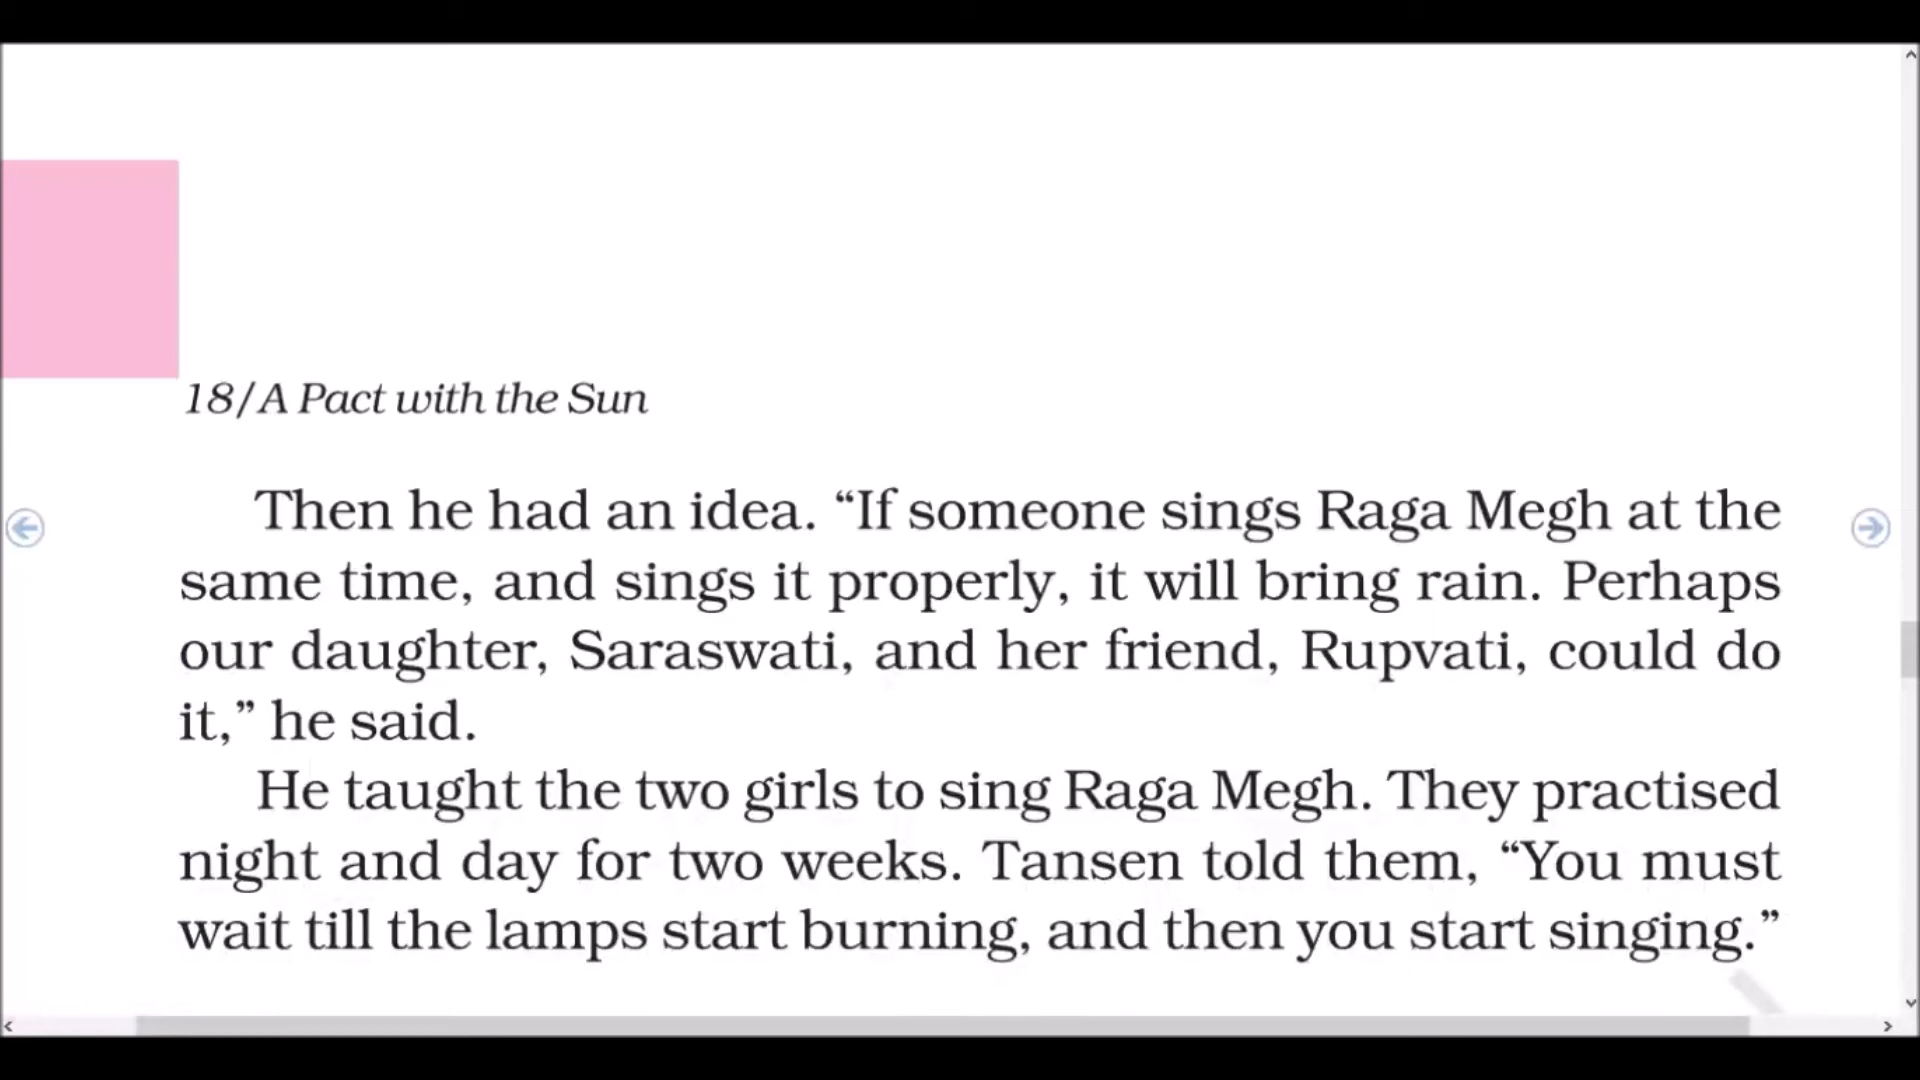 18/A Pact with the Sun
Then he had an idea. “If someone sings Raga Megh at the
same time, and sings it properly, it will bring rain. Perhaps
our daughter, Saraswati, and her friend, Rupvati, could do
it,” he said.
He taught the two girls to sing Raga Megh. They practised
night and day for two weeks. Tansen told them, “You must
wait till the lamps start burning, and then you start singing.”